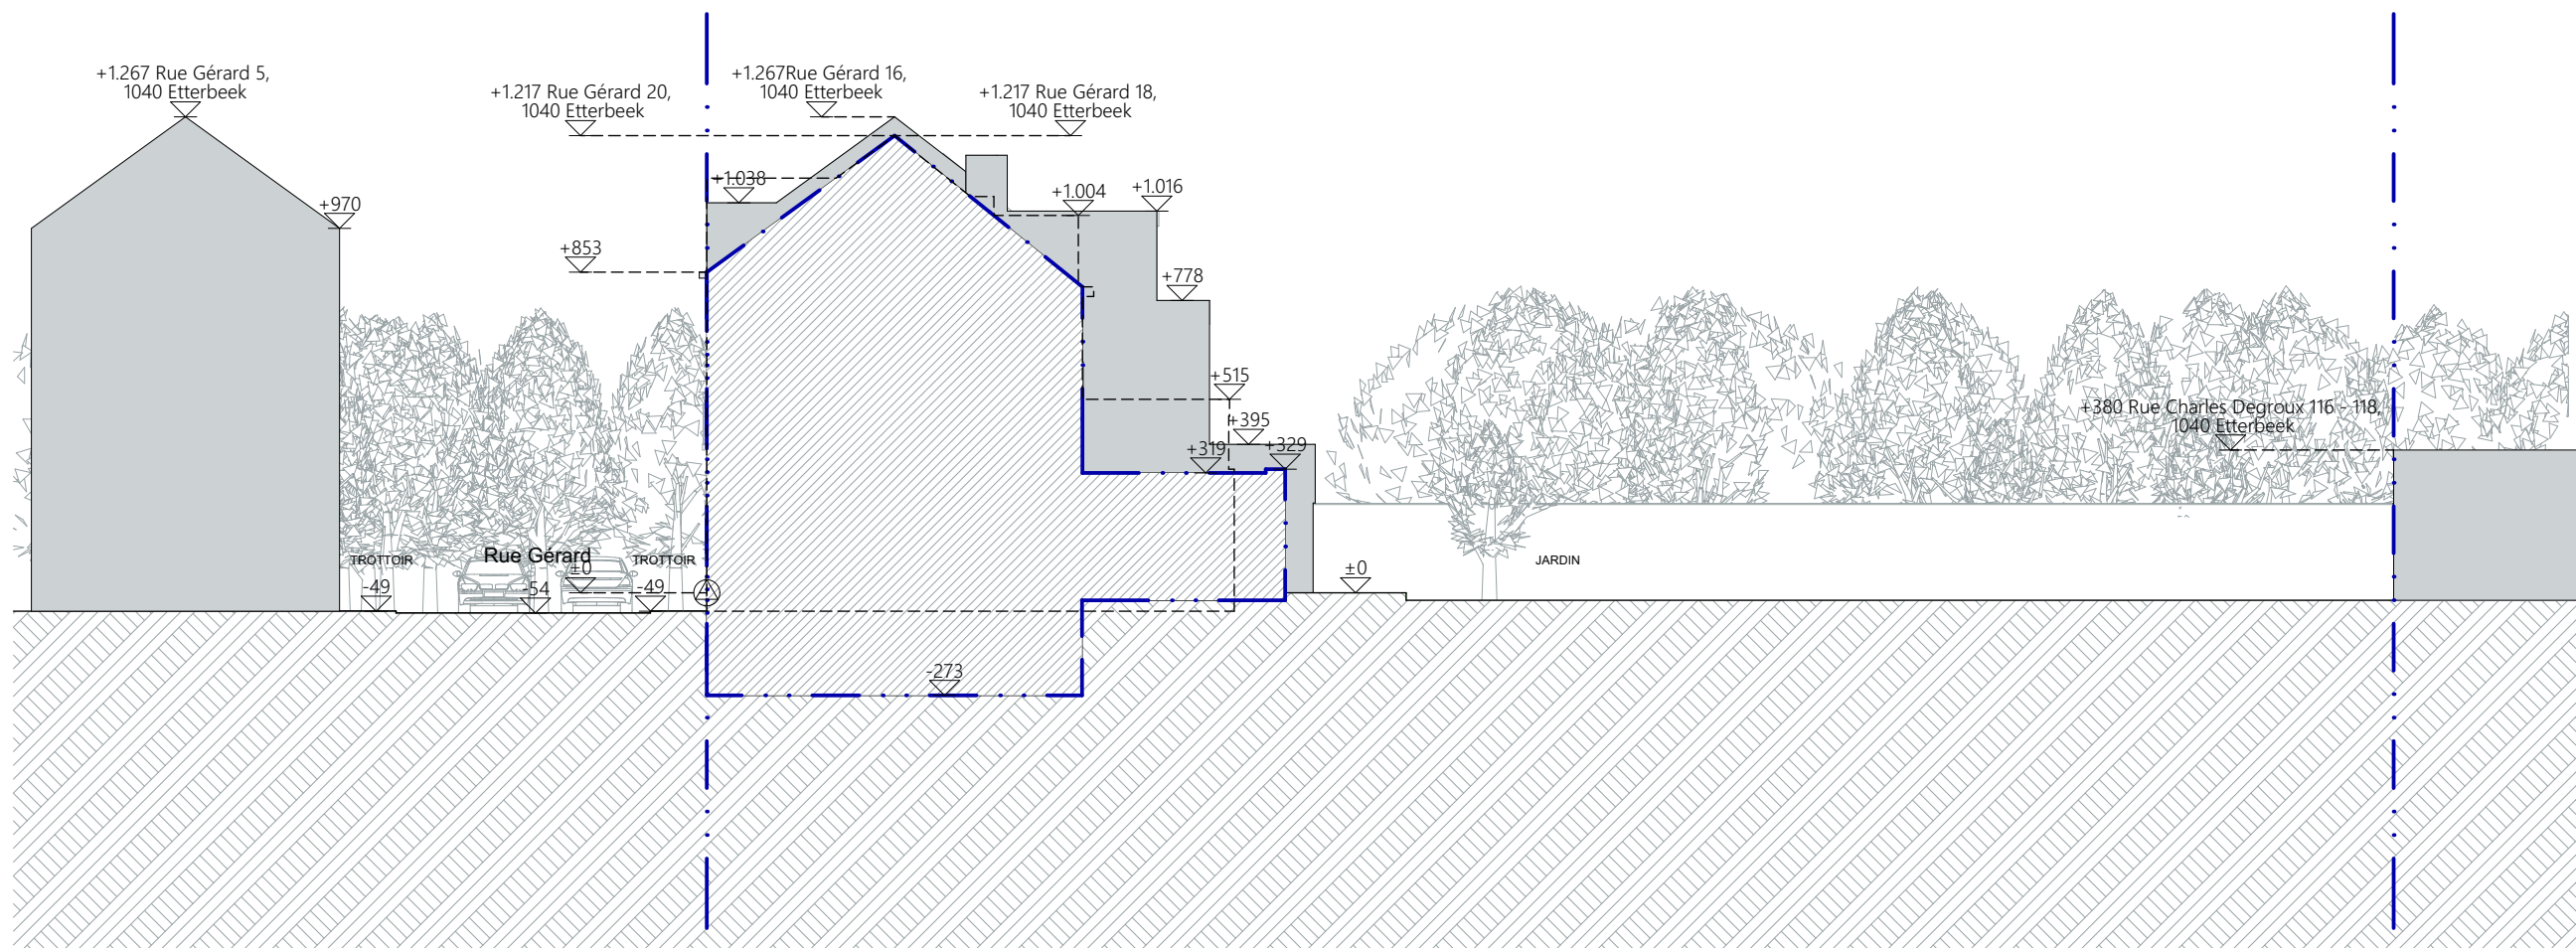 +1.267 Rue Gérard 5,
1040 Etterbeek
+1.217 Rue Gérard 20,
1040 Etterbeek
+1.267Rue Gérard 16,
1040 Etterbeek
+1.217 Rue Gérard 18,
1040 Etterbeek
+970
+1.038
+1.004
+1.016
+853
+778
+515
+395
+319
+329
+380 Rue Charles Degroux 116 - 118,
1040 Etterbeek
TROTTOIR
Rue Gérard
TROTTOIR
JARDIN
±0
±0
-49
-54
-49
-273